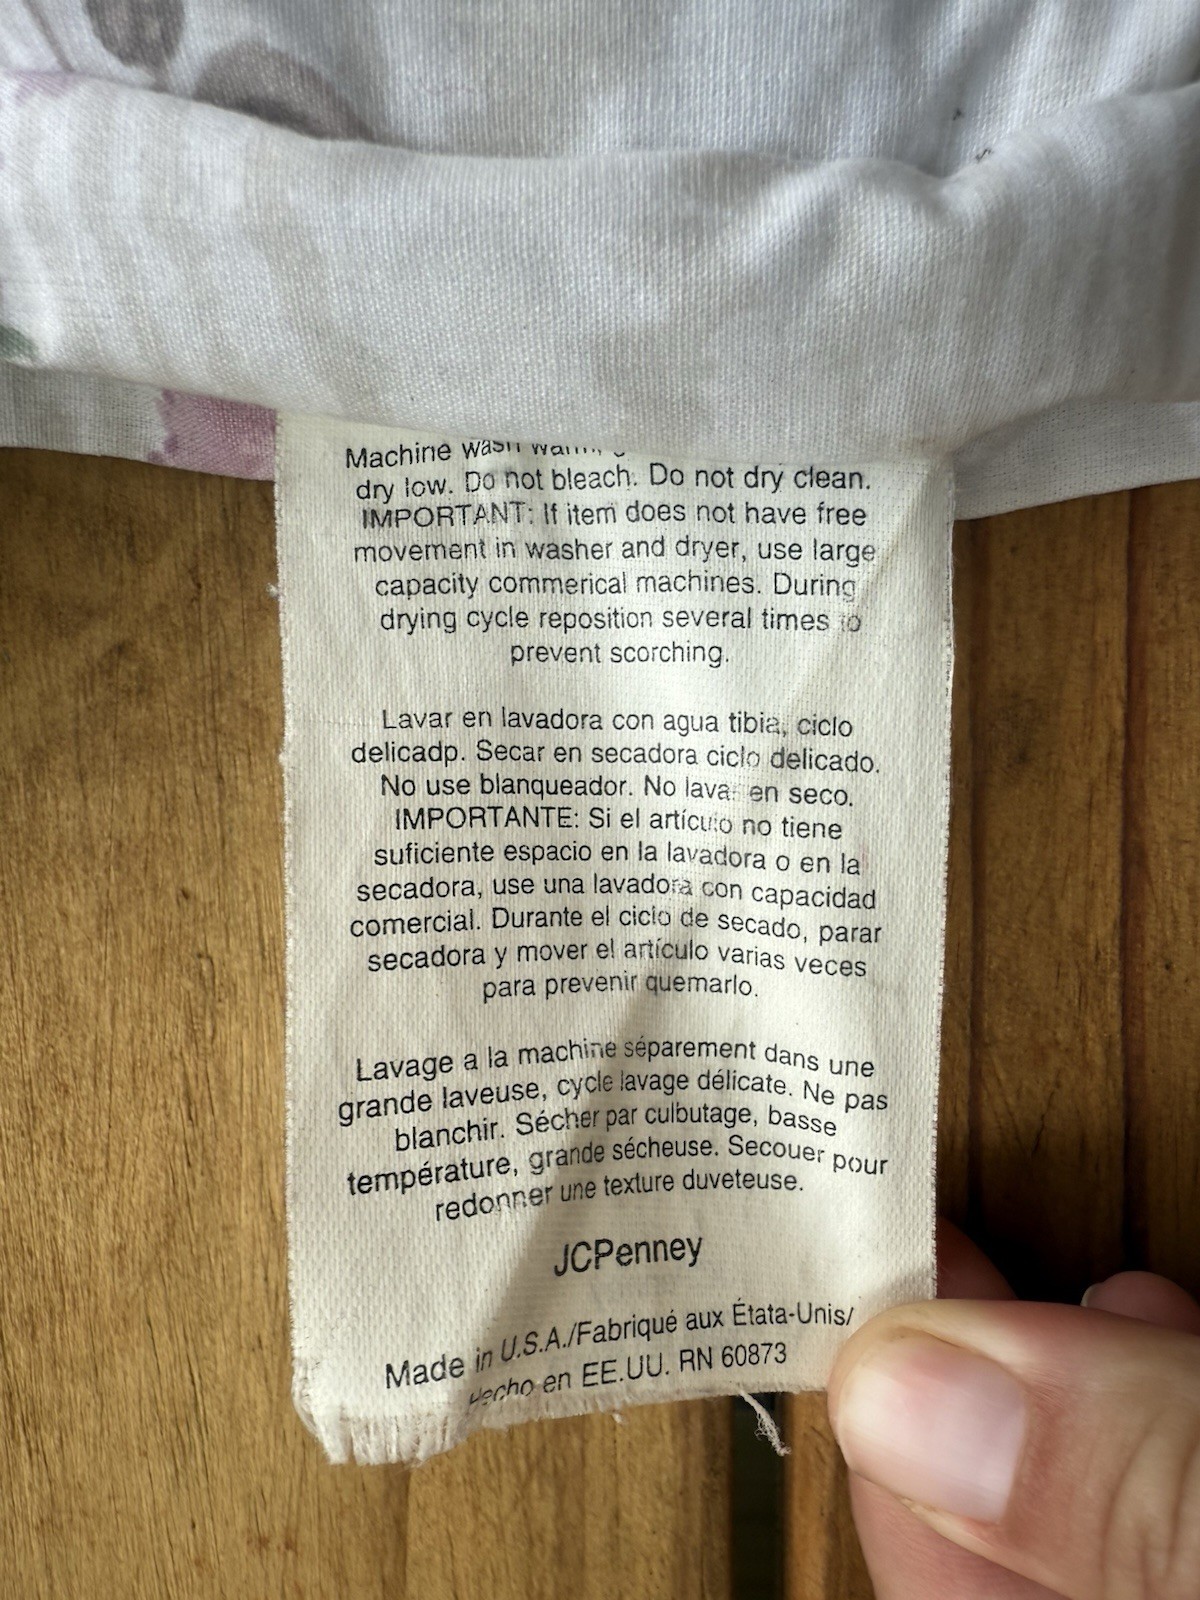 Machine wash warm,
dry low. Do not bleach. Do not dry clean.
IMPORTANT: If item does not have free
movement in washer and dryer, use large
capacity commerical machines. During
drying cycle reposition several times to
prevent scorching.
Lavar en lavadora con agua tibia, ciclo
delicadp. Secar en secadora ciclo delicado.
No use blanqueador. No lavar en seco.
IMPORTANTE: Si el artículo no tiene
suficiente espacio en la lavadora o en la
secadora, use una lavadora con capacidad
comercial. Durante el ciclo de secado, parar
secadora y mover el artículo varias veces
para prevenir quemarlo.
Lavage a la machine séparement dans une
grande laveuse, cycle lavage délicate. Ne pas
blanchir. Sécher par culbutage, basse
température, grande sécheuse. Secouer pour
redonner une texture duveteuse.
JCPenney
Made in U.S.A./Fabriqué aux États-Unis/
Hecho en EE.UU. RN 60873